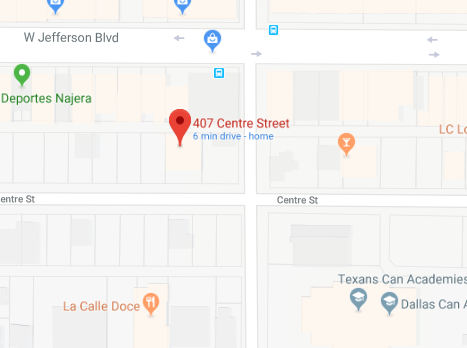 W Jefferson Blvd
Deportes Najera
407 Centre Street
6 min drive - home
LC Lo
entre St
Centre St
Texans Can Academies
La Calle Doce
Dallas Can A